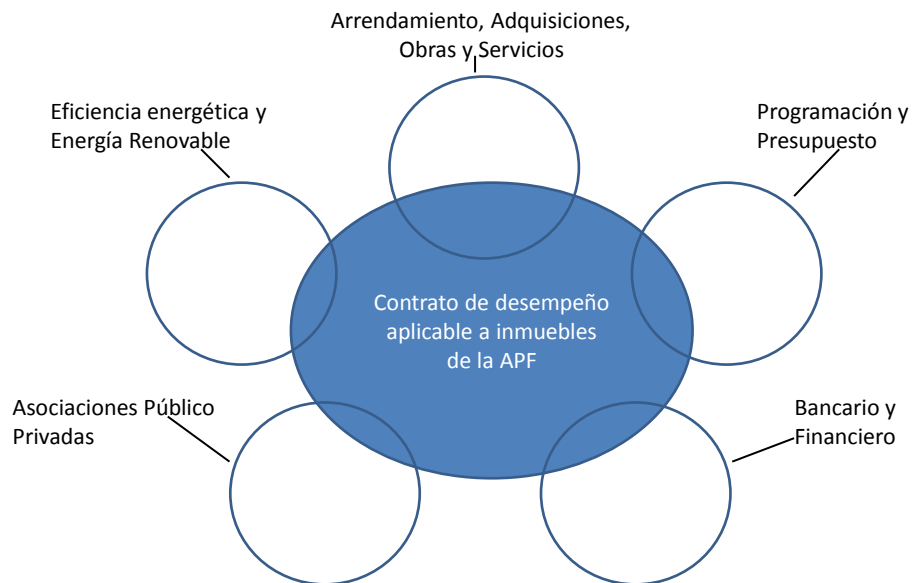 Arrendamiento, Adquisiciones,
Obras y Servicios
Eficiencia energética y
Energía Renovable
Programación y
Presupuesto
Contrato de desempeño
aplicable a inmuebles
de la APF
Asociaciones Público
Privadas
Bancario y
Financiero